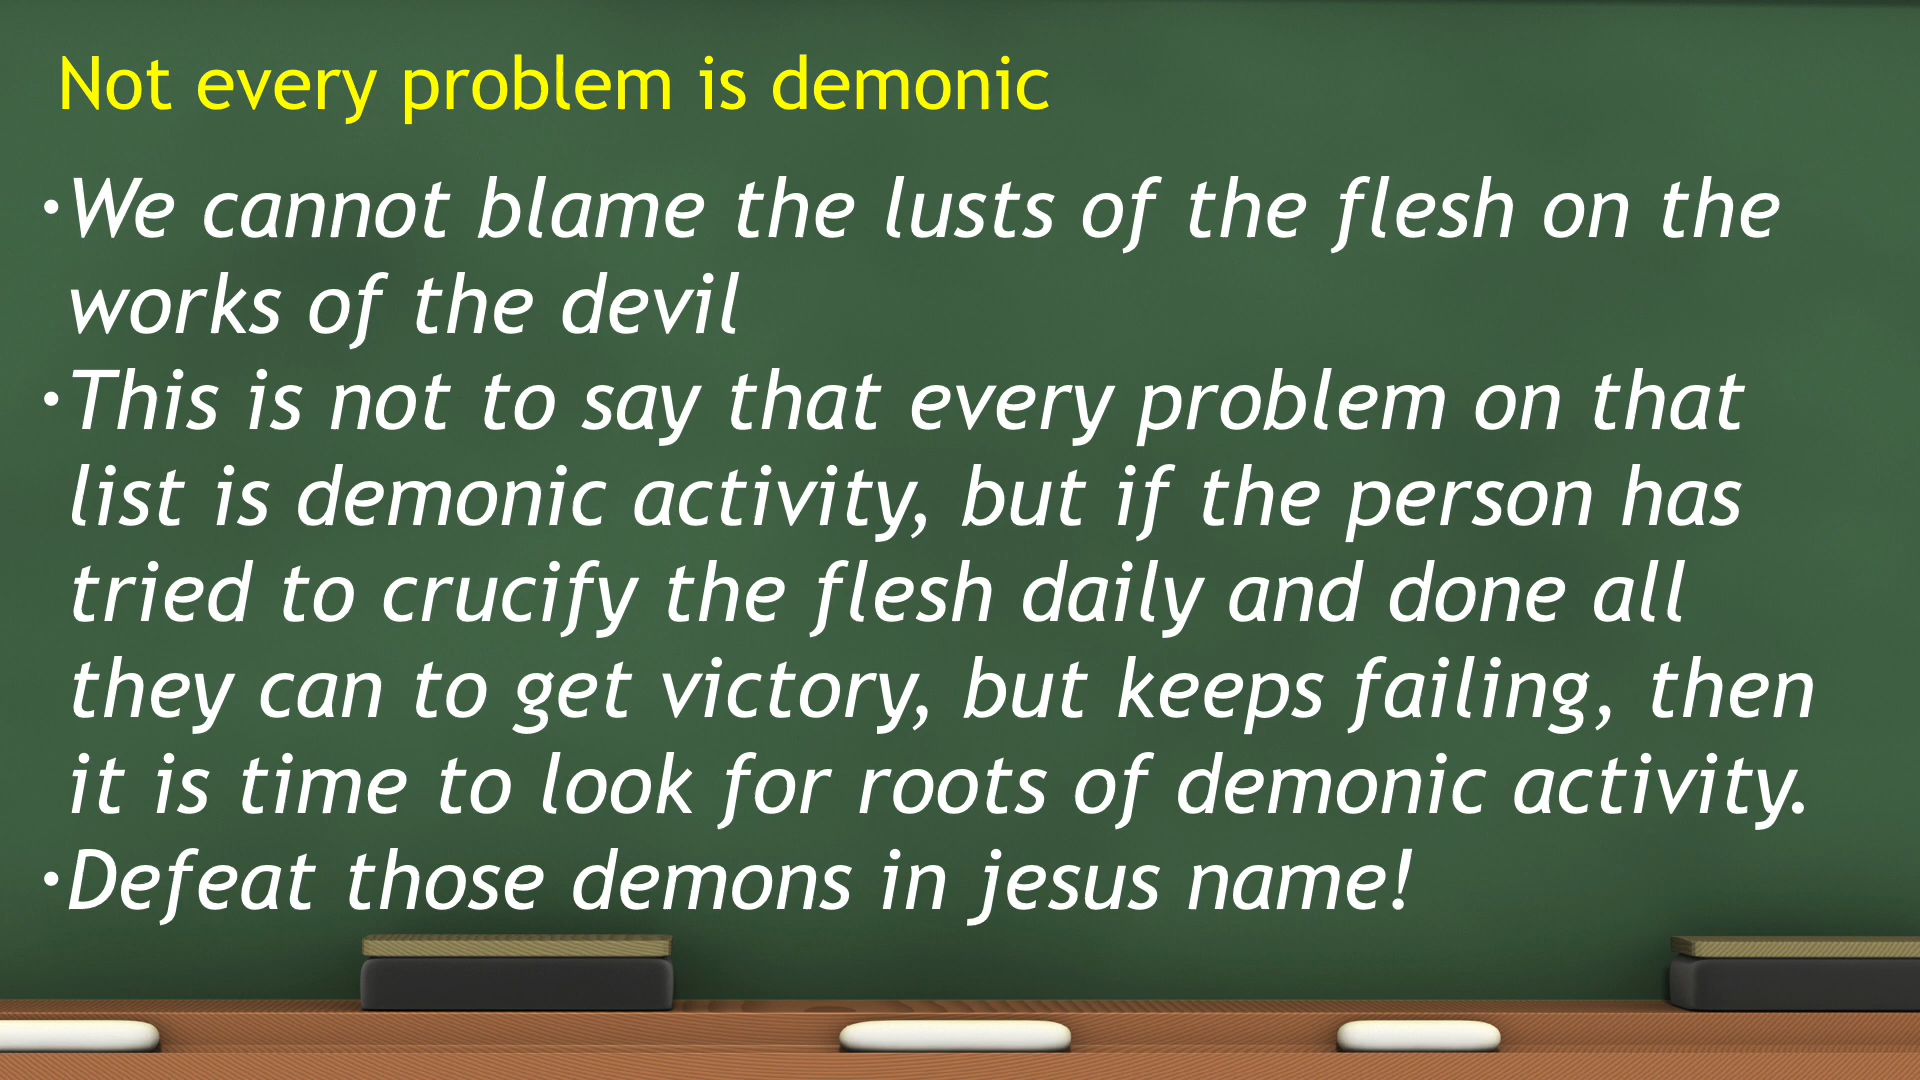 Not every problem is demonic
•We cannot blame the lusts of the flesh on the
works of the devil
•This is not to say that every problem on that
list is demonic activity, but if the person has
tried to crucify the flesh daily and done all
they can to get victory, but keeps failing, then
it is time to look for roots of demonic activity.
•Defeat those demons in jesus name!